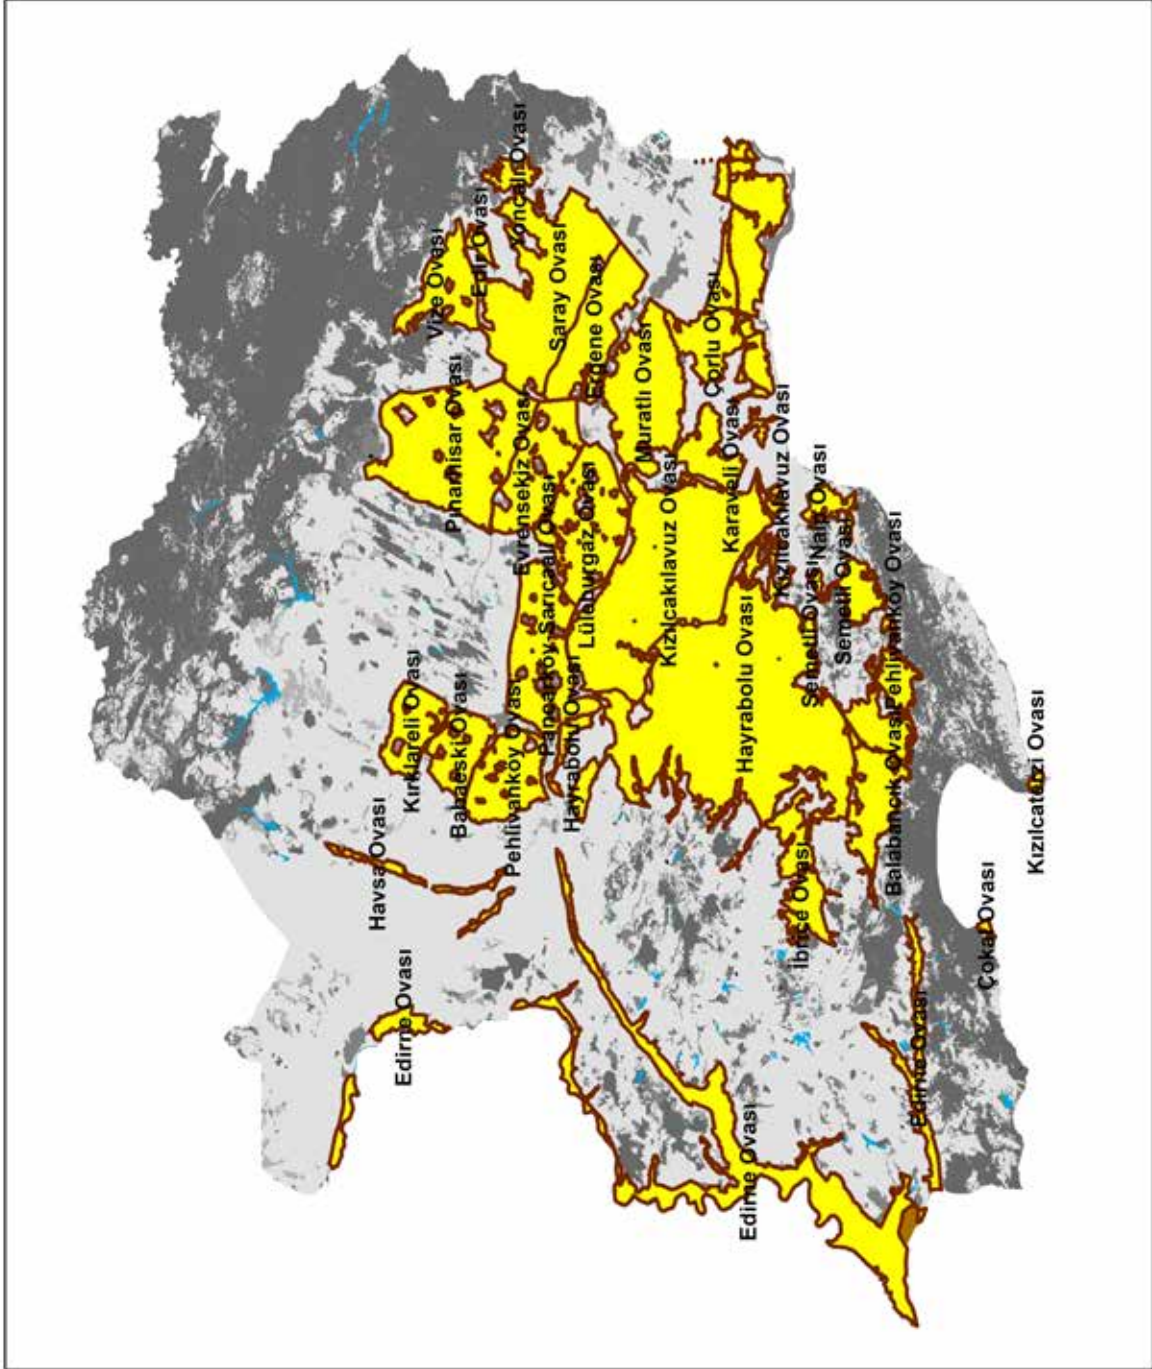 Havsa Ovası
Edirne Ovası
Kırklareli Ovası
Vize Ovası
Pınarhisar Ovası
Babaeski Ovası
Edir Ovası
Pehlivanköy Ovası
Yoncalı Ovası
Evrensekiz Ovası
Pancarköy-Sarıcaali Ovası
Saray Ovası
Hayrabolu Ovası
Lüleburgaz Ovası
Ergene Ovası
Muratlı Ovası
Kızılcakılavuz Ovası
Çorlu Ovası
Karaveli Ovası
Hayrabolu Ovası
Edirne Ovası
Kızılcakılavuz Ovası
İbrice Ovası
Semetli Ovası
Naip Ovası
Semetli Ovası
Balabancık Ovası
Pehlivanköy Ovası
Edirne Ovası
Çokal Ovası
Kızılcaterzi Ovası